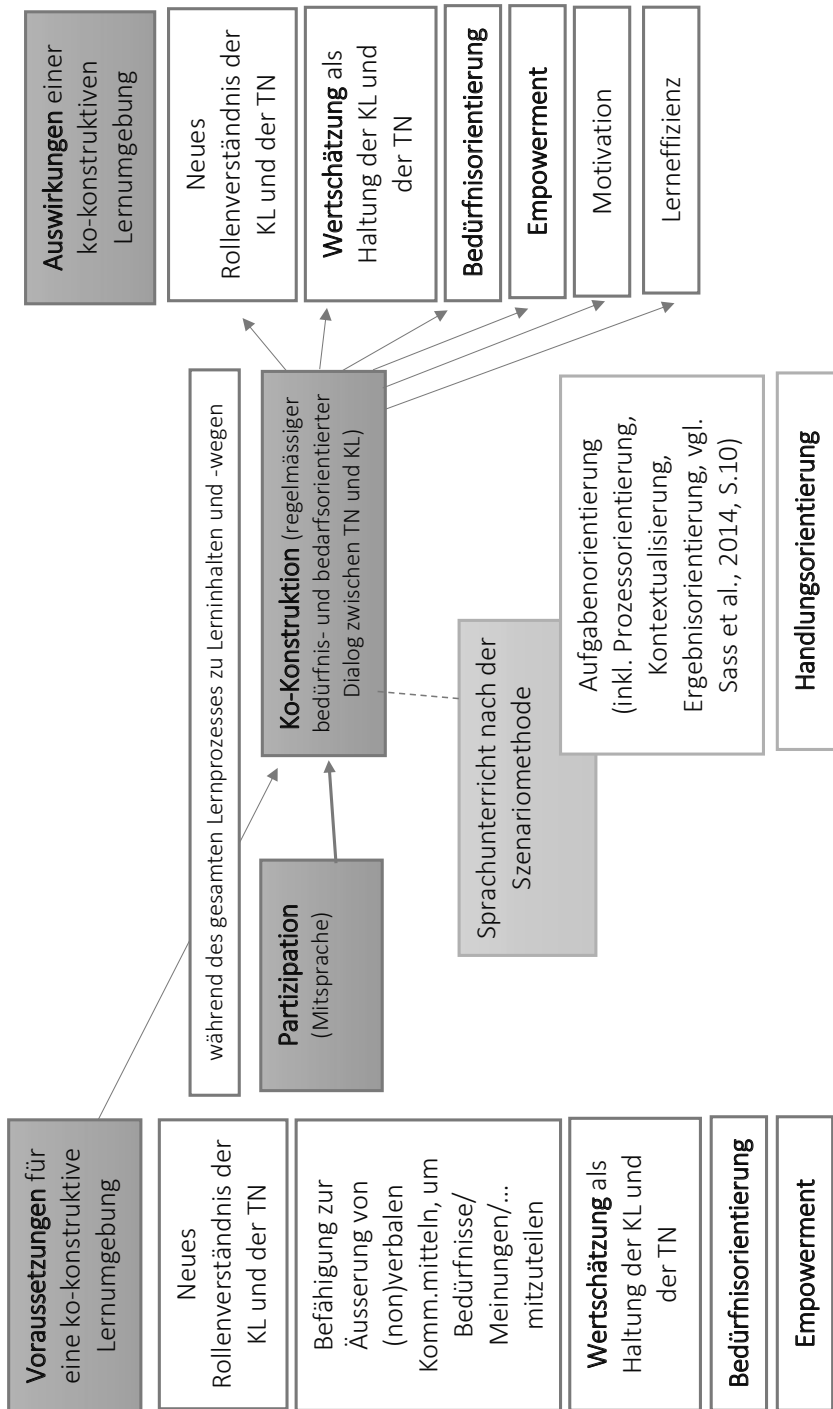 Voraussetzungen für
eine ko-konstruktive
Lernumgebung
Neues
Rollenverständnis der
KL und der TN
Befähigung zur
Äusserung von
(non)verbalen
Komm.mitteln, um
Bedürfnisse/
Meinungen/...
mitzuteilen
Wertschätzung als
Haltung der KL und
der TN
Bedürfnisorientierung
Empowerment
während des gesamten Lernprozesses zu Lerninhalten und -wegen
Partizipation
(Mitsprache)
Ko-Konstruktion (regelmässiger
bedürfnis- und bedarfsorientierter
Dialog zwischen TN und KL)
Sprachunterricht nach der
Szenariomethode
Aufgabenorientierung
(inkl. Prozessorientierung,
Kontextualisierung,
Ergebnisorientierung, vgl.
Sass et al., 2014, S.10)
Handlungsorientierung
Auswirkungen einer
ko-konstruktiven
Lernumgebung
Neues
Rollenverständnis der
KL und der TN
Wertschätzung als
Haltung der KL und
der TN
Bedürfnisorientierung
Empowerment
Motivation
Lerneffizienz